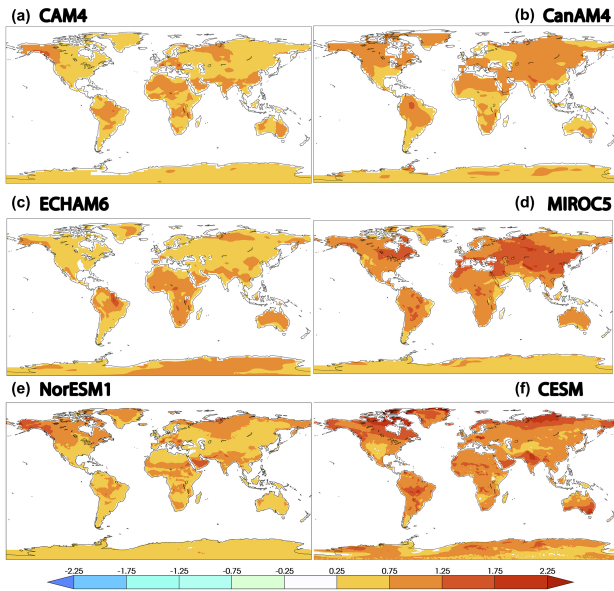 (a) CAM4
(b) CanAM4
(c) ECHAM6
(d) MIROC5
(e) NorESM1
(f) CESM
-2.25 -1.75 -1.25 -0.75 -0.25 0.25 0.75 1.25 1.75 2.25